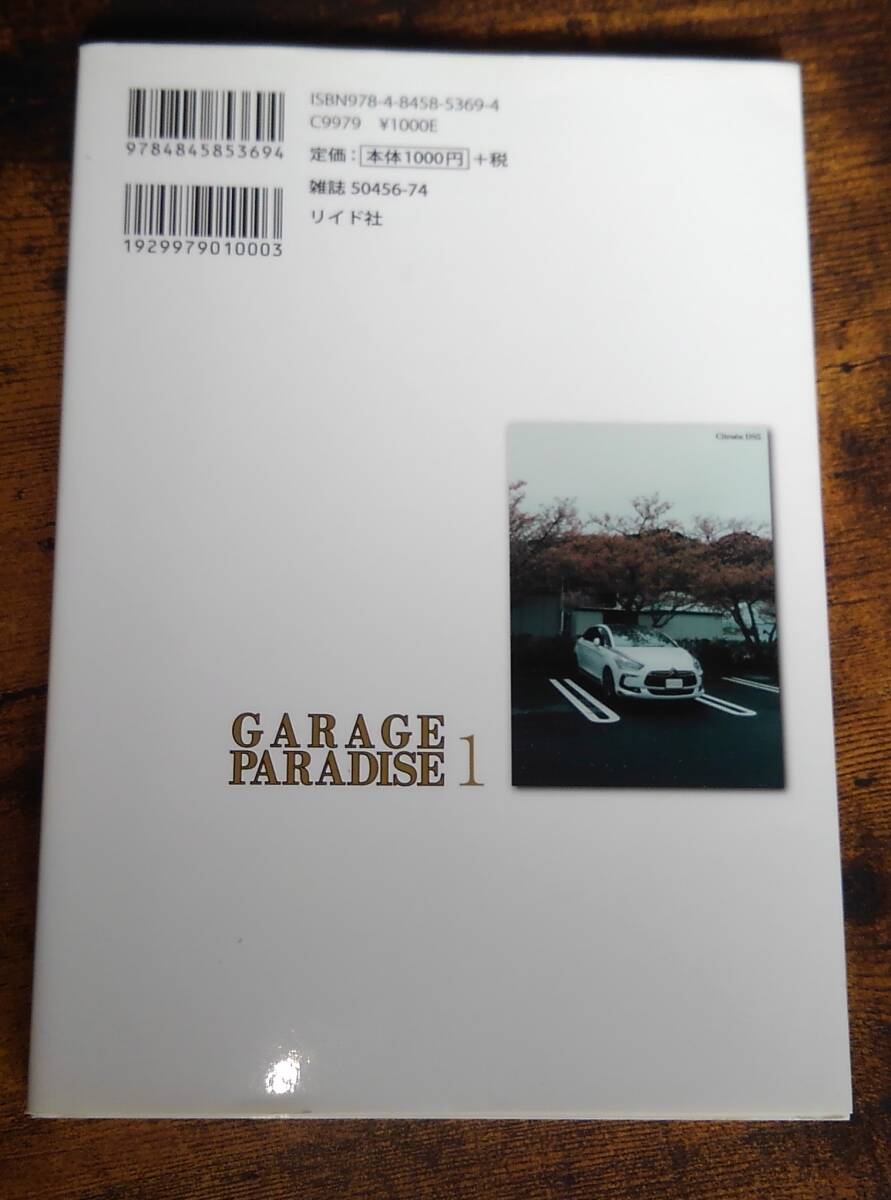 ISBN978-4-8458-5369-4
C9979 ¥1000E
9784845853694
定価：本体1000円+税
雑誌 50456-74
1929979010003
リイド社
Citroën DS5
GARAGE
PARADISE 1